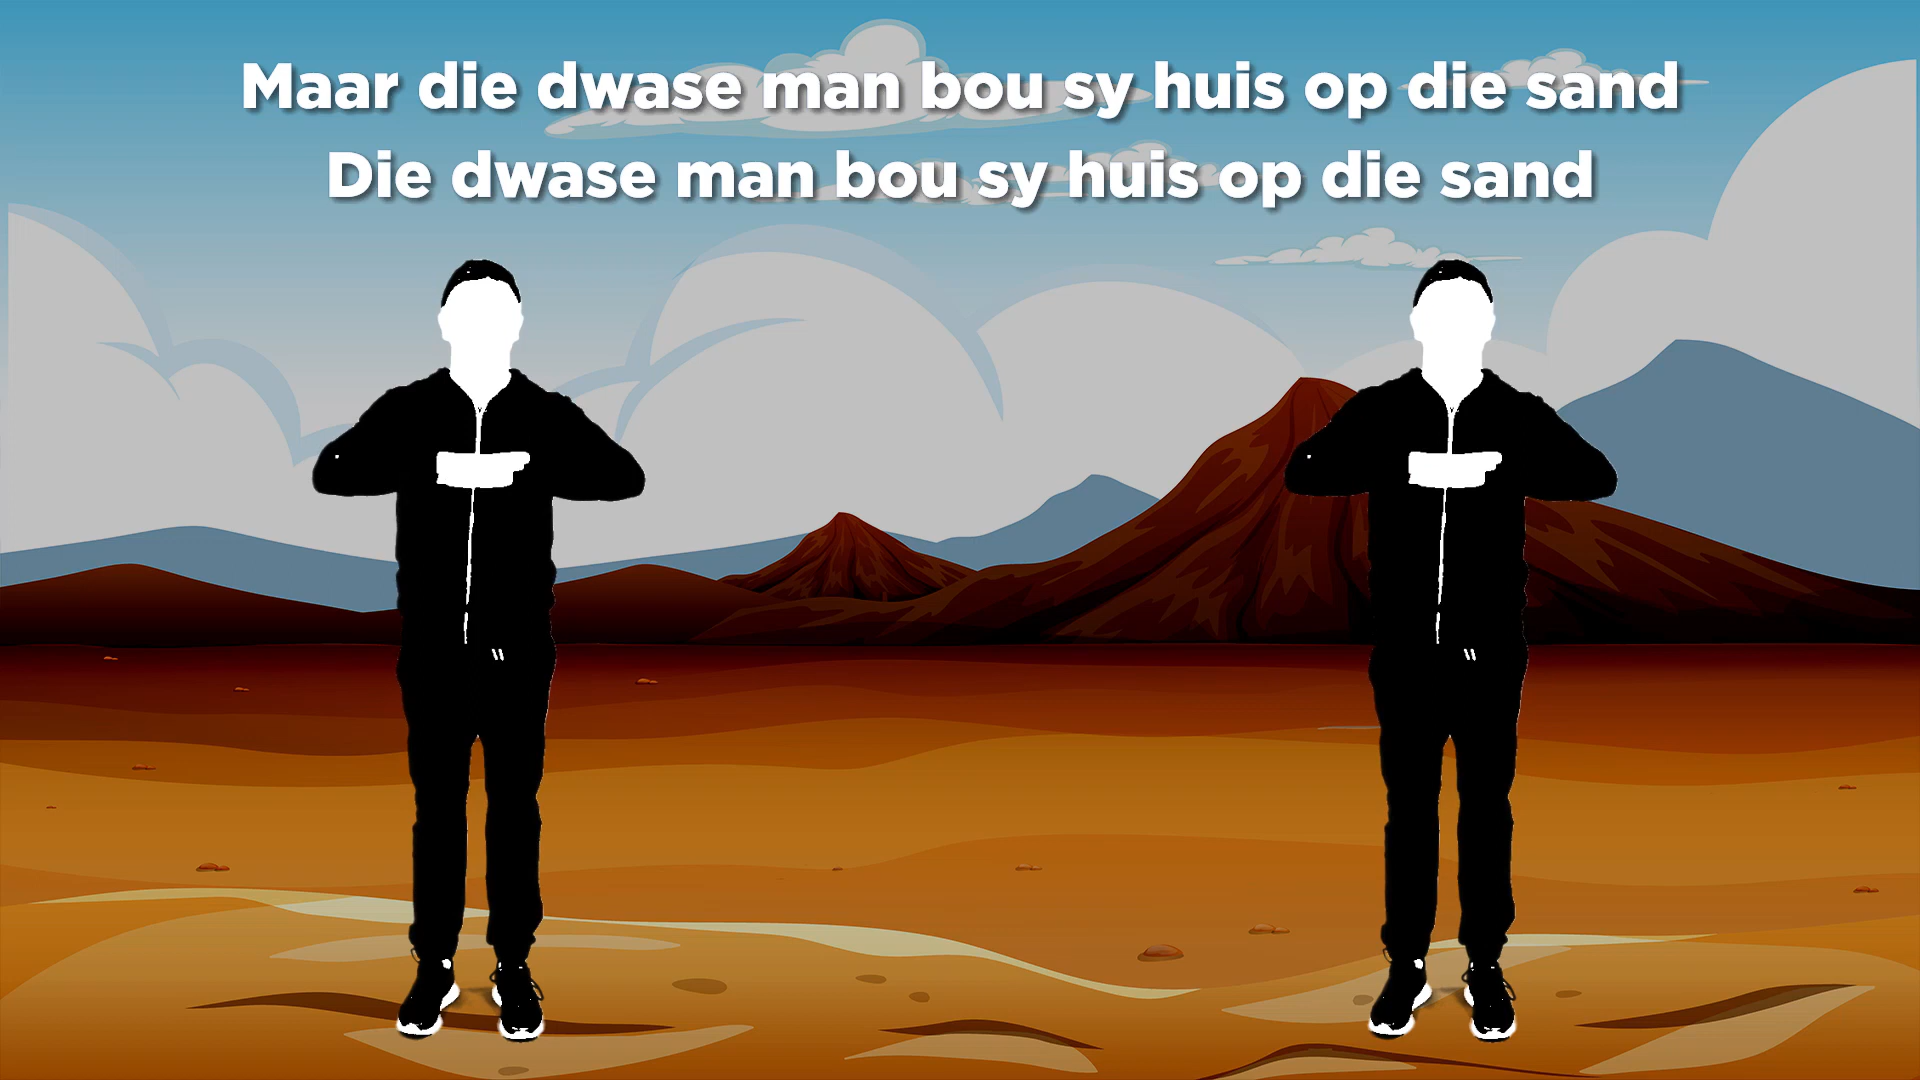 Maar die dwase man bou sy huis op die sand
Die dwase man bou sy huis op die sand